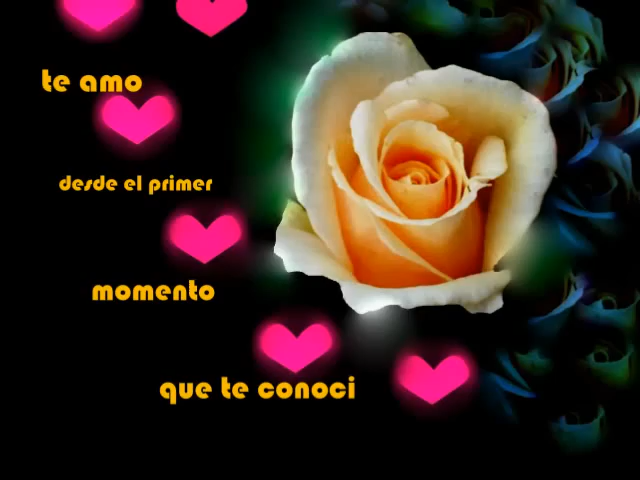 te amo
desde el primer
momento
que te conoci